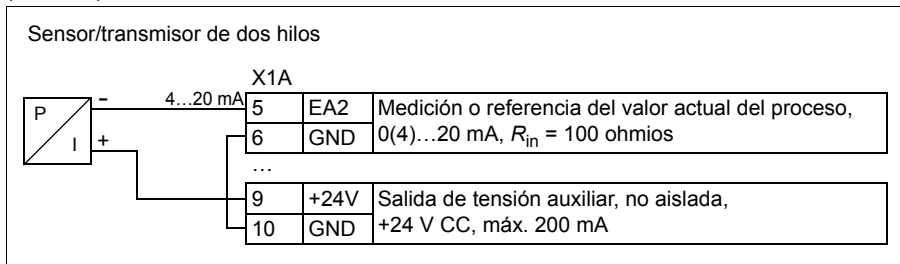 Sensor/transmisor de dos hilos
X1A
P
I
-
+
4…20 mA
5 EA2 Medición o referencia del valor actual del proceso,
6 GND 0(4)…20 mA, Rin = 100 ohmios
…
9 +24V Salida de tensión auxiliar, no aislada,
10 GND +24 V CC, máx. 200 mA